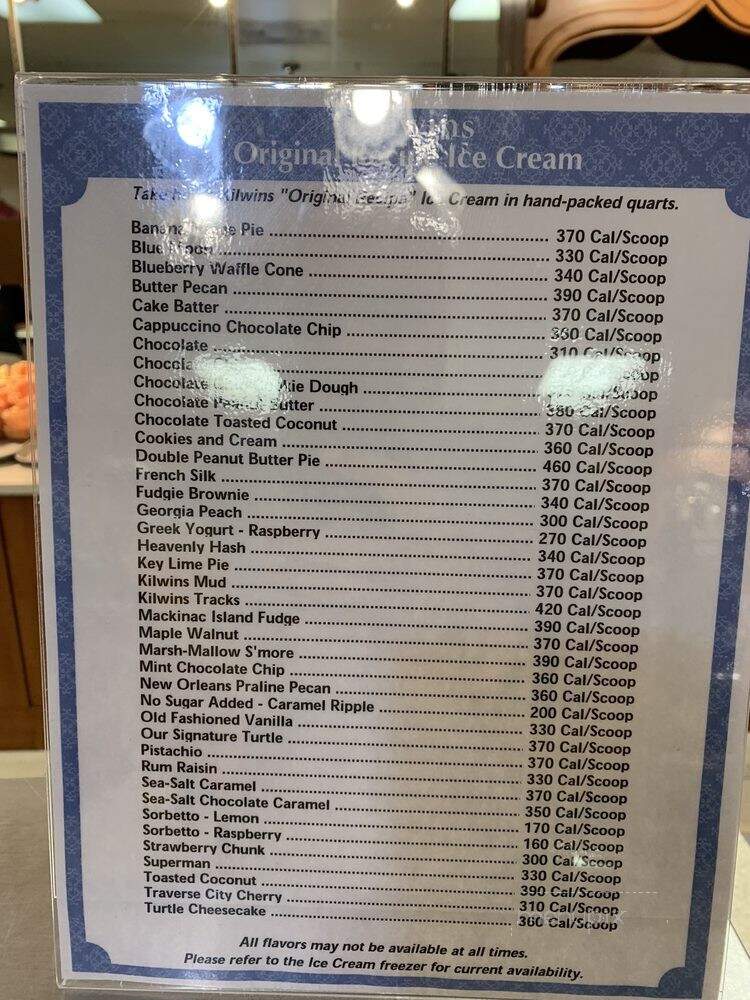 Original Recipe Ice Cream
Take Kilwins "Original Recipe" Ice Cream in hand-packed quarts.
Banana Pie 370 Cal/Scoop
Blue Moon 330 Cal/Scoop
Blueberry Waffle Cone 340 Cal/Scoop
Butter Pecan 390 Cal/Scoop
Cake Batter 370 Cal/Scoop
Cappuccino Chocolate Chip Cal/Scoop
Chocolate 310 Cal/Scoop
Chocolate Dough
Chocolate Peanut Butter 380 Cal/Scoop
Chocolate Toasted Coconut 370 Cal/Scoop
Cookies and Cream 360 Cal/Scoop
Double Peanut Butter Pie 460 Cal/Scoop
French Silk 370 Cal/Scoop
Fudgie Brownie 340 Cal/Scoop
Georgia Peach 300 Cal/Scoop
Greek Yogurt - Raspberry 270 Cal/Scoop
Heavenly Hash 340 Cal/Scoop
Key Lime Pie 370 Cal/Scoop
Kilwins Mud 370 Cal/Scoop
Kilwins Tracks 420 Cal/Scoop
Mackinac Island Fudge 390 Cal/Scoop
Maple Walnut 370 Cal/Scoop
Marsh-Mallow S'more 390 Cal/Scoop
Mint Chocolate Chip 360 Cal/Scoop
New Orleans Praline Pecan 360 Cal/Scoop
No Sugar Added - Caramel Ripple 200 Cal/Scoop
Old Fashioned Vanilla 330 Cal/Scoop
Our Signature Turtle 370 Cal/Scoop
Pistachio 370 Cal/Scoop
Rum Raisin 330 Cal/Scoop
Sea-Salt Caramel 370 Cal/Scoop
Sea-Salt Chocolate Caramel 350 Cal/Scoop
Sorbetto - Lemon 170 Cal/Scoop
Sorbetto - Raspberry 160 Cal/Scoop
Strawberry Chunk 300 Cal/Scoop
Superman 330 Cal/Scoop
Toasted Coconut 390 Cal/Scoop
Traverse City Cherry 310 Cal/Scoop
Turtle Cheesecake 360 Cal/Scoop
All flavors may not be available at all times.
Please refer to the Ice Cream freezer for current availability.